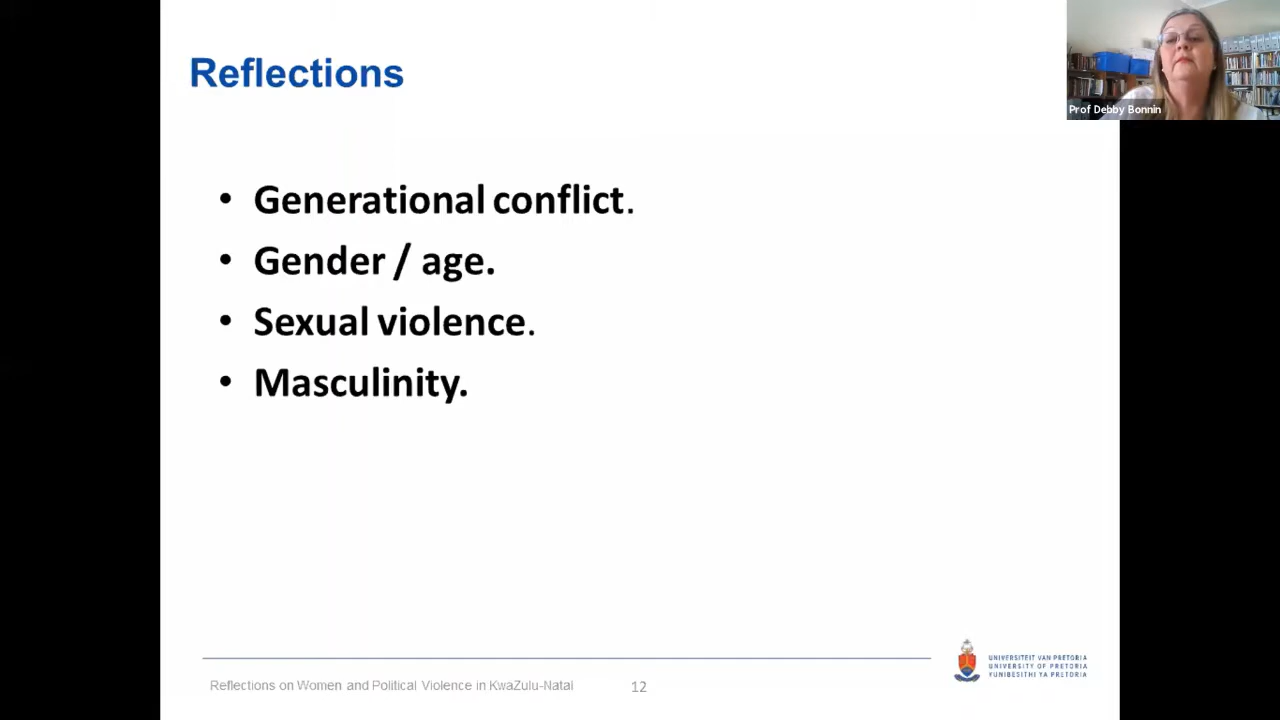 Reflections
Prof Debby Bonnin
• Generational conflict.
• Gender / age.
• Sexual violence.
• Masculinity.
Reflections on Women and Political Violence in KwaZulu-Natal
12
UNIVERSITEIT VAN PRETORIA
UNIVERSITY OF PRETORIA
YUNIBESITHI YA PRETORIA